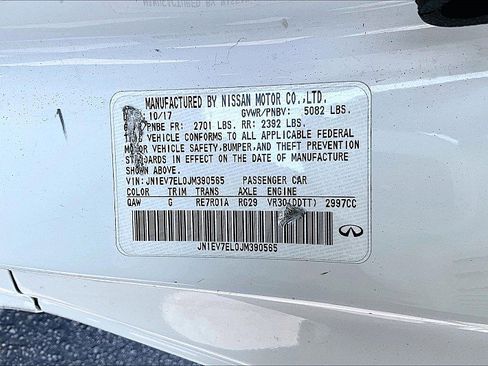 MANUFACTURED BY NISSAN MOTOR CO.,LTD.
10/17 GVWR/PNBV: 5082 LBS.
PNBE FR: 2701 LBS. RR: 2392 LBS.
VEHICLE CONFORMS TO ALL APPLICABLE FEDERAL
MOTOR VEHICLE SAFETY,BUMPER,AND THEFT PREVENTION
STANDARDS IN EFFECT ON THE DATE OF MANUFACTURE
SHOWN ABOVE.
VIN: JN1EV7EL0JM390565 PASSENGER CAR
COLOR TRIM TRANS AXLE ENGINE
QAW G RE7R01A RG29 VR30(DDTT) 2997CC
JN1EV7EL0JM390565